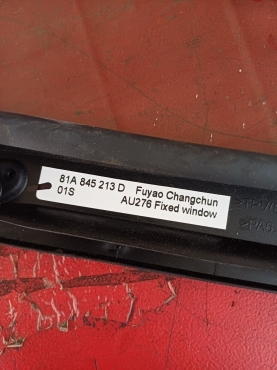 81A 845 213 D Fuyao Changchun
01S AU276 Fixed window